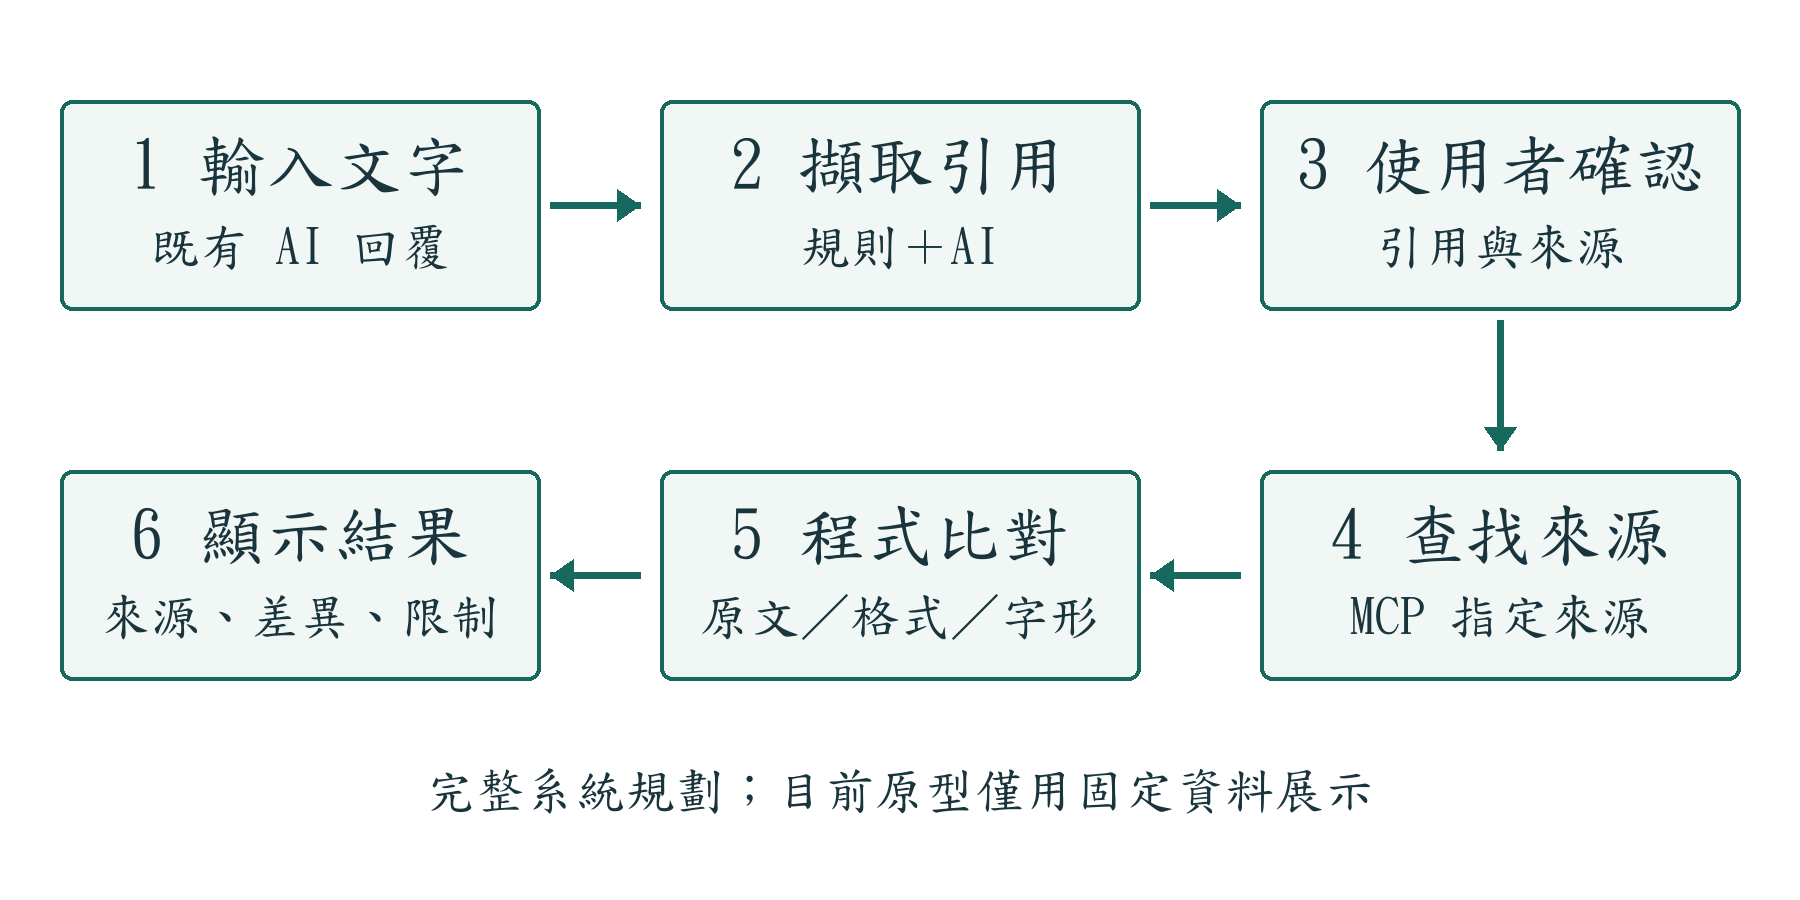 1 輸入文字
既有 AI 回覆
2 擷取引用
規則＋AI
3 使用者確認
引用與來源
4 查找來源
MCP 指定來源
5 程式比對
原文／格式／字形
6 顯示結果
來源、差異、限制
完整系統規劃；目前原型僅用固定資料展示